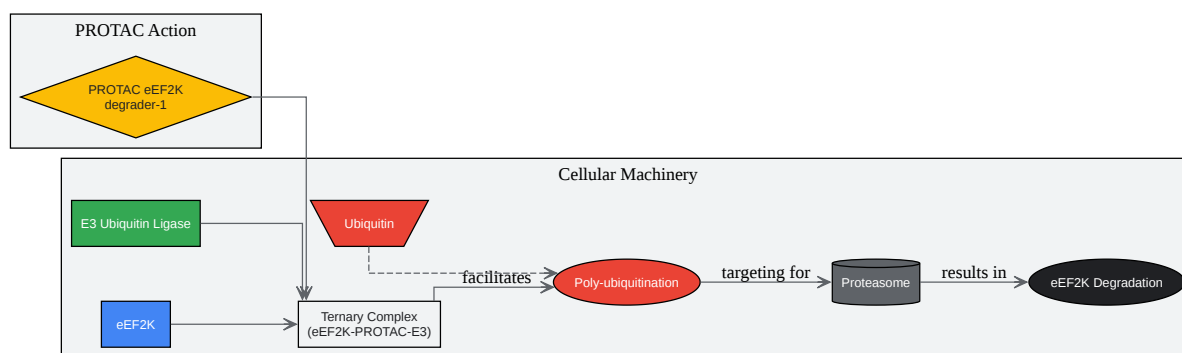 PROTAC Action
PROTAC eEF2K
degrader-1
Cellular Machinery
E3 Ubiquitin Ligase
Ubiquitin
facilitates
Poly-ubiquitination
targeting for
Proteasome
results in
eEF2K Degradation
eEF2K
Ternary Complex
(eEF2K-PROTAC-E3)